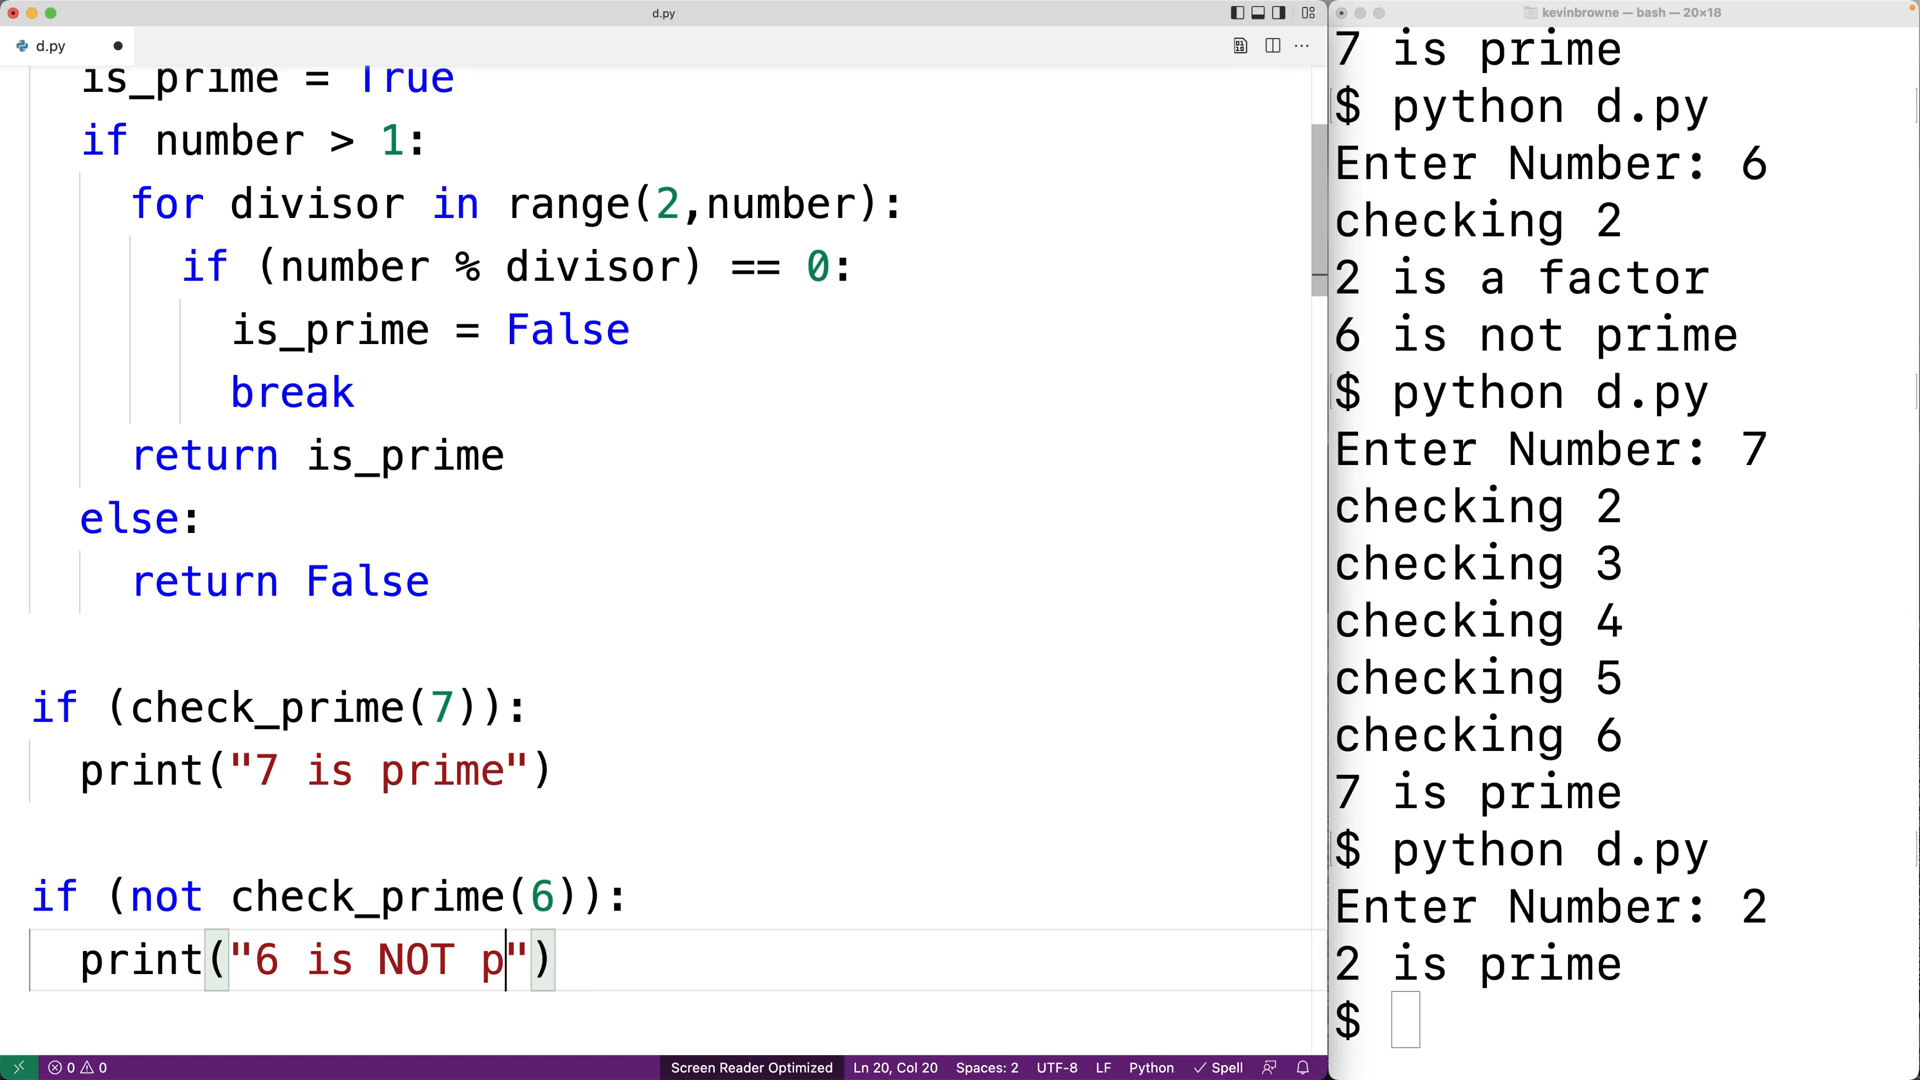 d.py
d.py
is_prime = True
if number > 1:
for divisor in range(2,number):
if (number % divisor) == 0:
is_prime = False
break
return is_prime
else:
return False
if (check_prime(7)):
print("7 is prime")
if (not check_prime(6)):
print("6 is NOT p")
0 0
Screen Reader Optimized Ln 20, Col 20 Spaces: 2 UTF-8 LF Python Spell
kevinbrowne — bash — 20×18
7 is prime
$ python d.py
Enter Number: 6
checking 2
2 is a factor
6 is not prime
$ python d.py
Enter Number: 7
checking 2
checking 3
checking 4
checking 5
checking 6
7 is prime
$ python d.py
Enter Number: 2
2 is prime
$